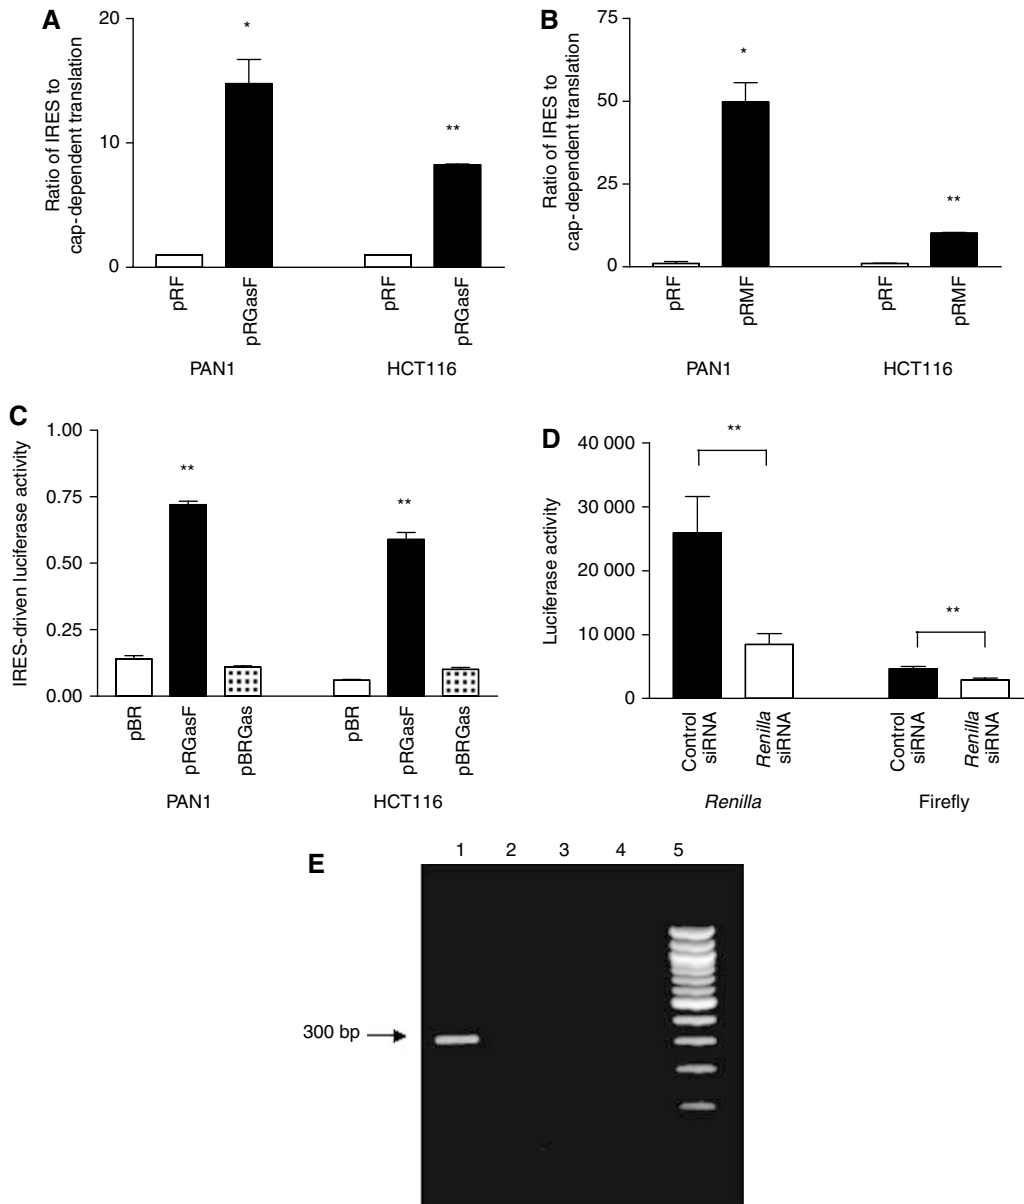 A
Ratio of IRES to
cap-dependent translation
20
10
0
*
**
pRF
pRGasF
pRF
pRGasF
PAN1
HCT116
B
Ratio of IRES to
cap-dependent translation
75
50
25
0
*
**
pRF
pRMF
pRF
pRMF
PAN1
HCT116
C
IRES-driven luciferase activity
1.00
0.75
0.50
0.25
0.00
**
**
pBR
pRGasF
pBRGas
pBR
pRGasF
pBRGas
PAN1
HCT116
D
Luciferase activity
40 000
30 000
20 000
10 000
0
**
**
Control
siRNA
Renilla
siRNA
Control
siRNA
Renilla
siRNA
Renilla
Firefly
E
1 2 3 4 5
300 bp